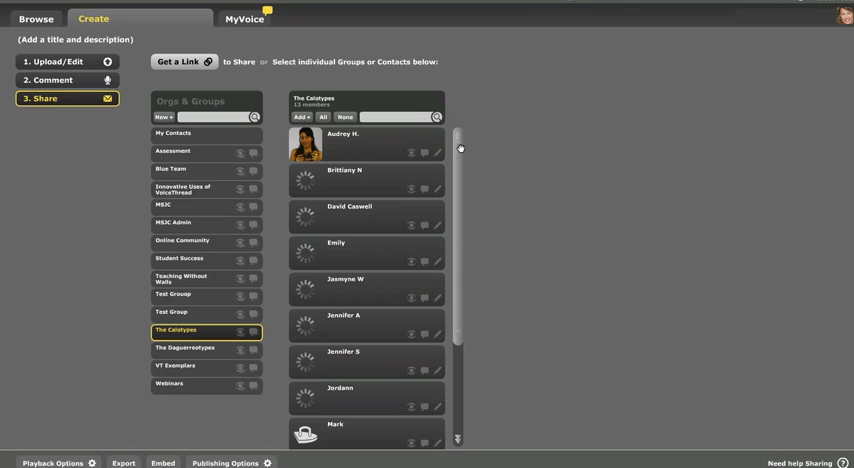 Browse
Create
MyVoice
(Add a title and description)
1. Upload/Edit
2. Comment
3. Share
Get a Link to Share or Select individual Groups or Contacts below:
Orgs & Groups
New +
My Contacts
Assessment
Blue Team
Innovative Uses of
VoiceThread
MSJC
MSJC Admin
Online Community
Student Success
Teaching Without
Walls
Test Gruoop
Test Group
The Calotypes
The Daguerreotypes
VT Exemplars
Webinars
The Calotypes
13 members
Add + All None
Audrey H.
Brittiany N
David Caswell
Emily
Jasmyne W
Jennifer A
Jennifer S
Jordann
Mark
Playback Options Export Embed Publishing Options Need help Sharing ?